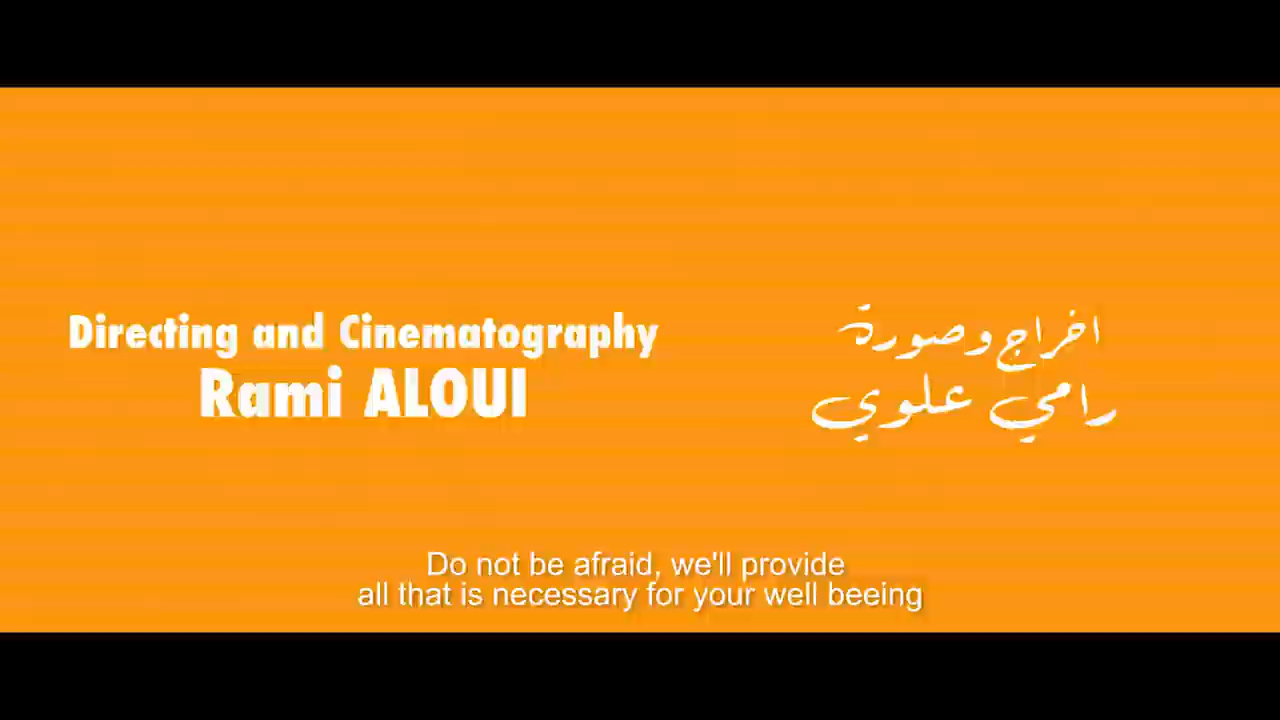 Directing and Cinematography
Rami ALOUI
اخراج وصورة
رامي علوي
Do not be afraid, we'll provide
all that is necessary for your well beeing